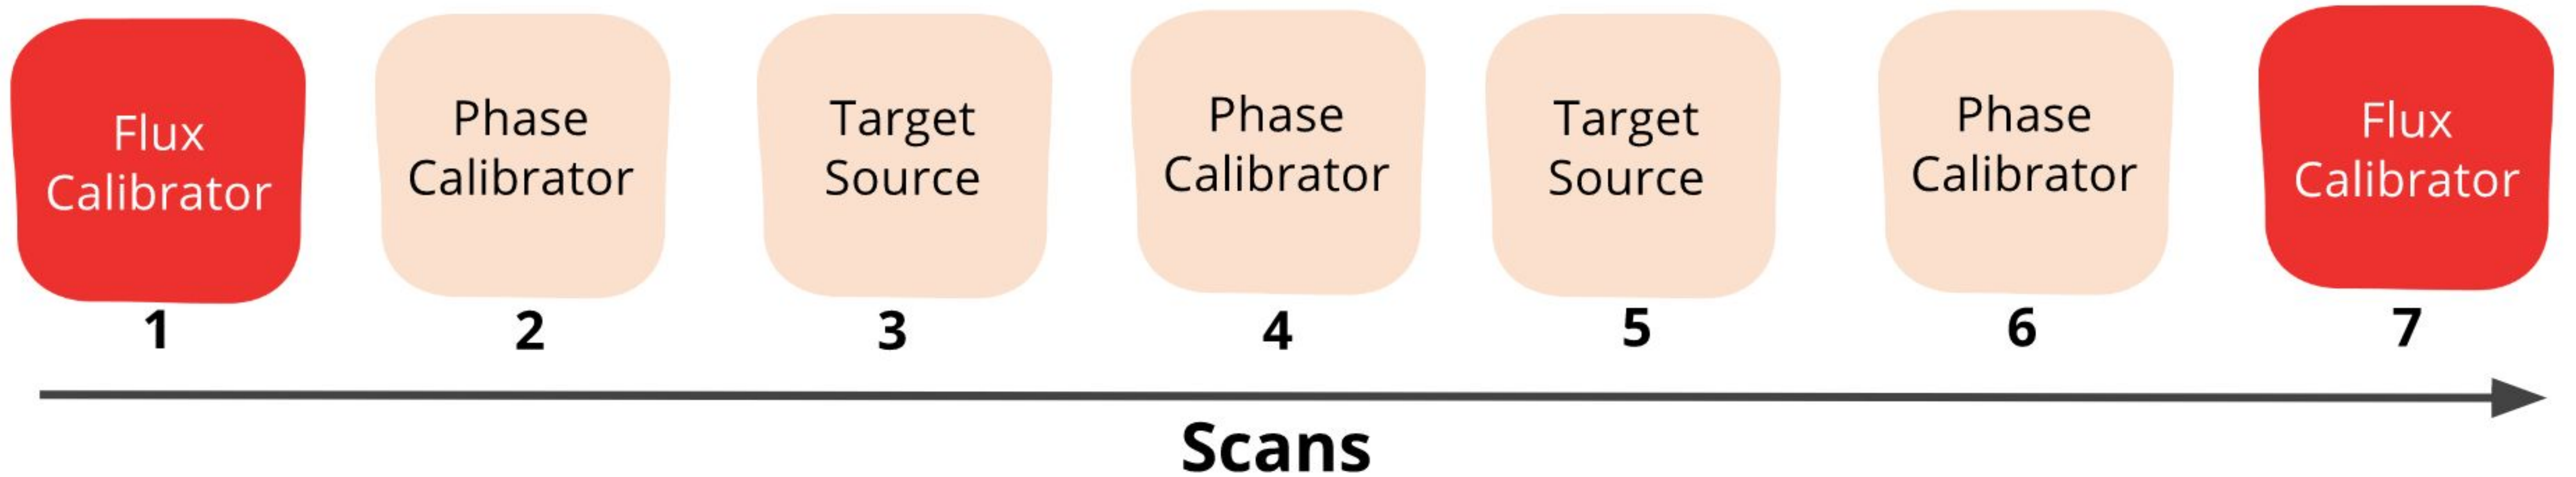 Flux
Calibrator
Phase
Calibrator
Target
Source
Phase
Calibrator
Target
Source
Phase
Calibrator
Flux
Calibrator
1
2
3
4
5
6
7
Scans